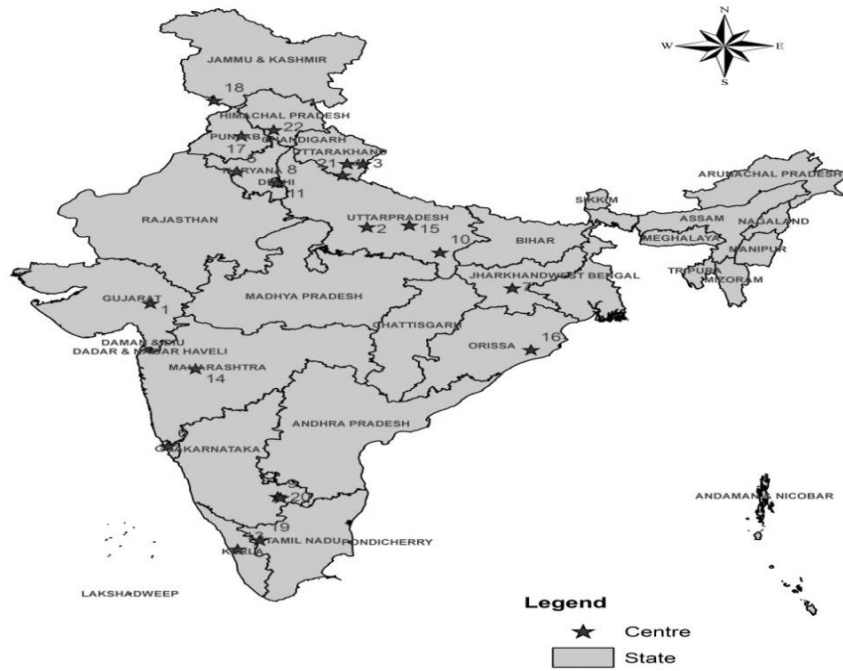 N
W E
S
JAMMU & KASHMIR
18
HIMACHAL PRADESH
22
PUNJAB
CHANDIGARH
17
UTTARAKHAND
21
3
8
DELHI
11
ARUNACHAL PRADESH
SIKKIM
RAJASTHAN
UTTARPRADESH
ASSAM
NAGALAND
2
15
10
BIHAR
MEGHALAYA
MANIPUR
TRIPURA
MIZORAM
JHARKHAND
WEST BENGAL
7
GUJARAT
1
MADHYA PRADESH
CHATTISGARH
DAMAN & DIU
DADAR & NAGAR HAVELI
ORISSA
16
MAHARASHTRA
14
ANDHRA PRADESH
KARNATAKA
20
ANDAMAN & NICOBAR
19
TAMIL NADU
PONDICHERRY
LAKSHADWEEP
Legend
Centre
State